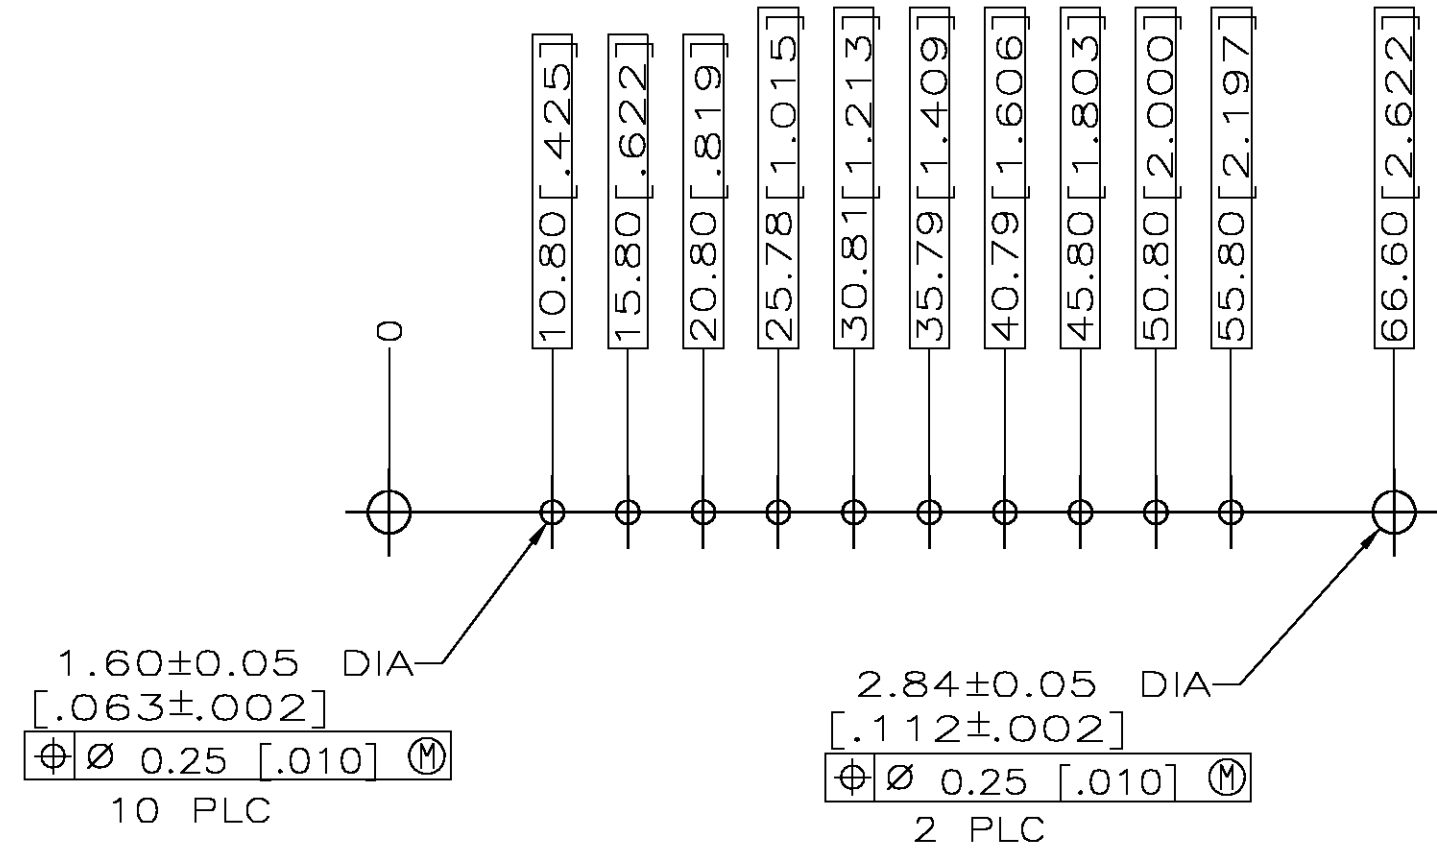 0
10.80[.425]
15.80[.622]
20.80[.819]
25.78[1.015]
30.81[1.213]
35.79[1.409]
40.79[1.606]
45.80[1.803]
50.80[2.000]
55.80[2.197]
66.60[2.622]
1.60±0.05 DIA
[.063±.002]
⌖ Ø 0.25 [.010] Ⓜ
10 PLC
2.84±0.05 DIA
[.112±.002]
⌖ Ø 0.25 [.010] Ⓜ
2 PLC